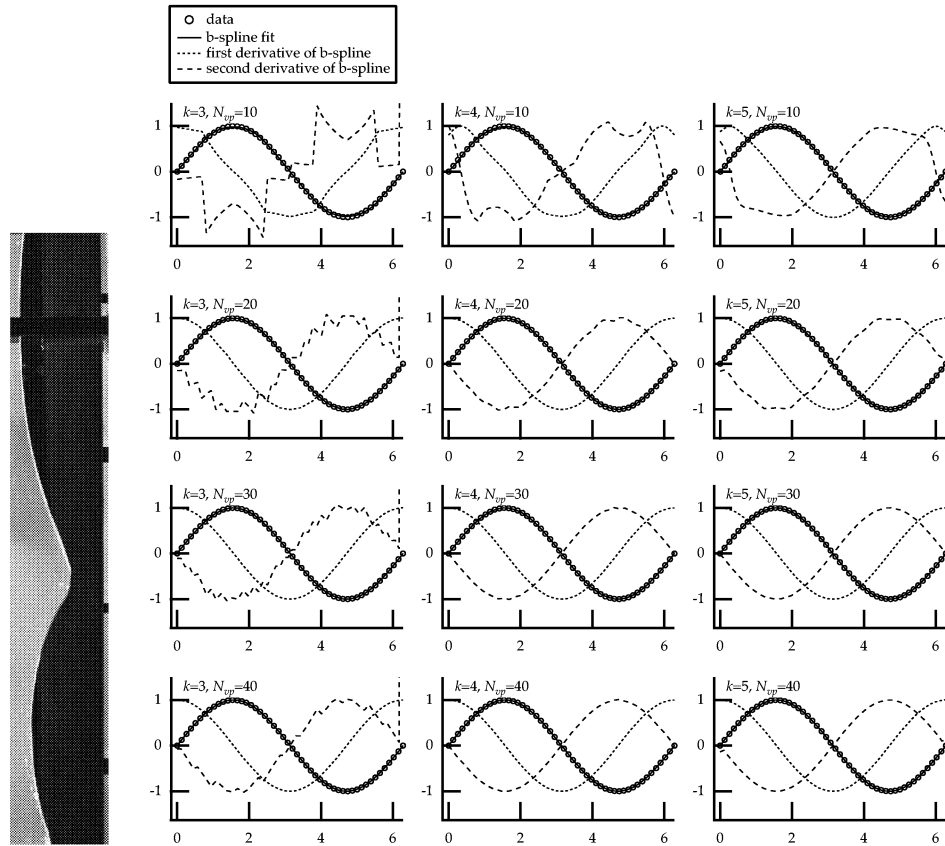 data
b-spline fit
first derivative of b-spline
second derivative of b-spline
k=3, Nvp=10
k=4, Nvp=10
k=5, Nvp=10
1
0
-1
0 2 4 6
1
0
-1
0 2 4 6
1
0
-1
0 2 4 6
k=3, Nvp=20
k=4, Nvp=20
k=5, Nvp=20
1
0
-1
0 2 4 6
1
0
-1
0 2 4 6
1
0
-1
0 2 4 6
k=3, Nvp=30
k=4, Nvp=30
k=5, Nvp=30
1
0
-1
0 2 4 6
1
0
-1
0 2 4 6
1
0
-1
0 2 4 6
k=3, Nvp=40
k=4, Nvp=40
k=5, Nvp=40
1
0
-1
0 2 4 6
1
0
-1
0 2 4 6
1
0
-1
0 2 4 6